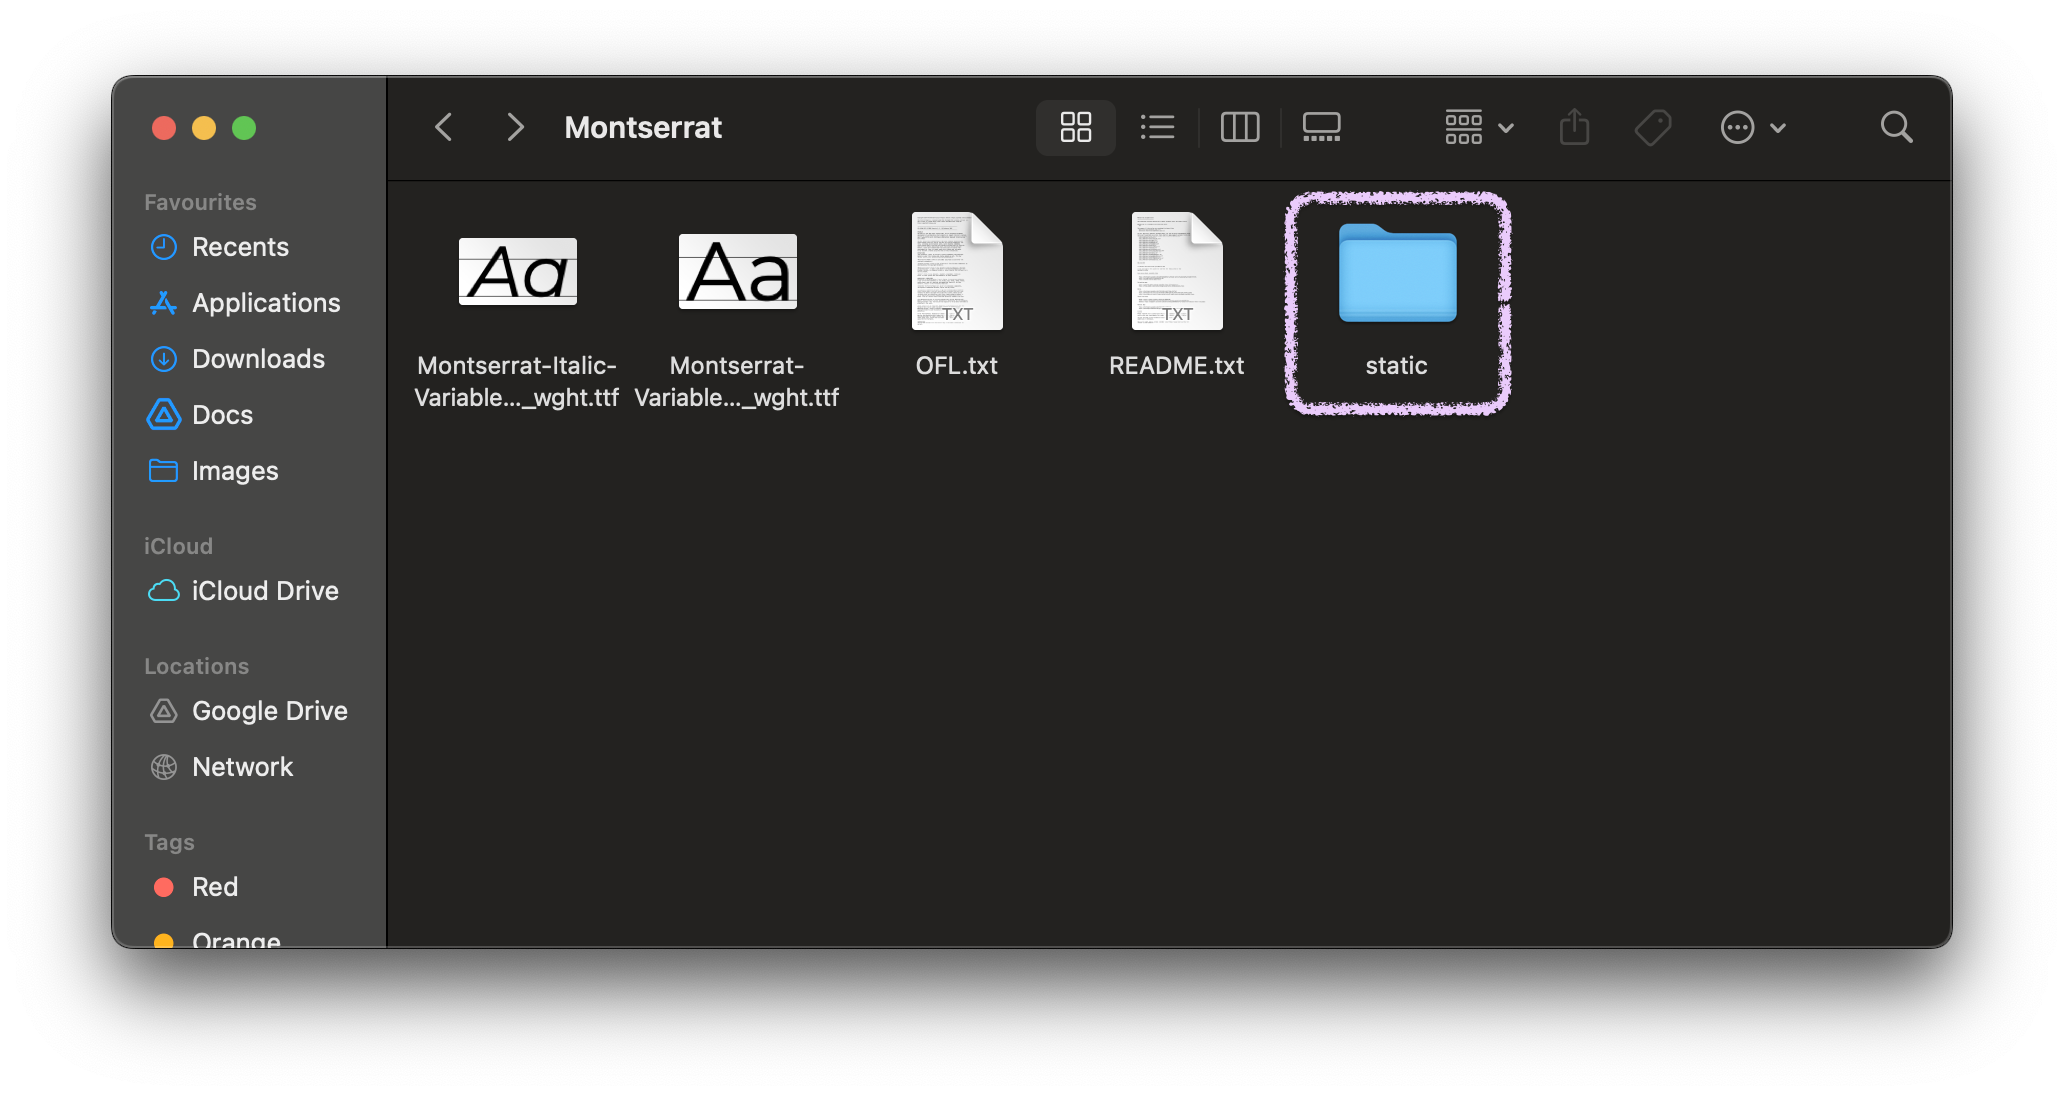 Montserrat
Favourites
Recents
Applications
Downloads
Docs
Images
iCloud
iCloud Drive
Locations
Google Drive
Network
Tags
Red
Orange
Aa
Aa
TXT
TXT
Montserrat-Italic-
Variable..._wght.ttf
Montserrat-
Variable..._wght.ttf
OFL.txt
README.txt
static